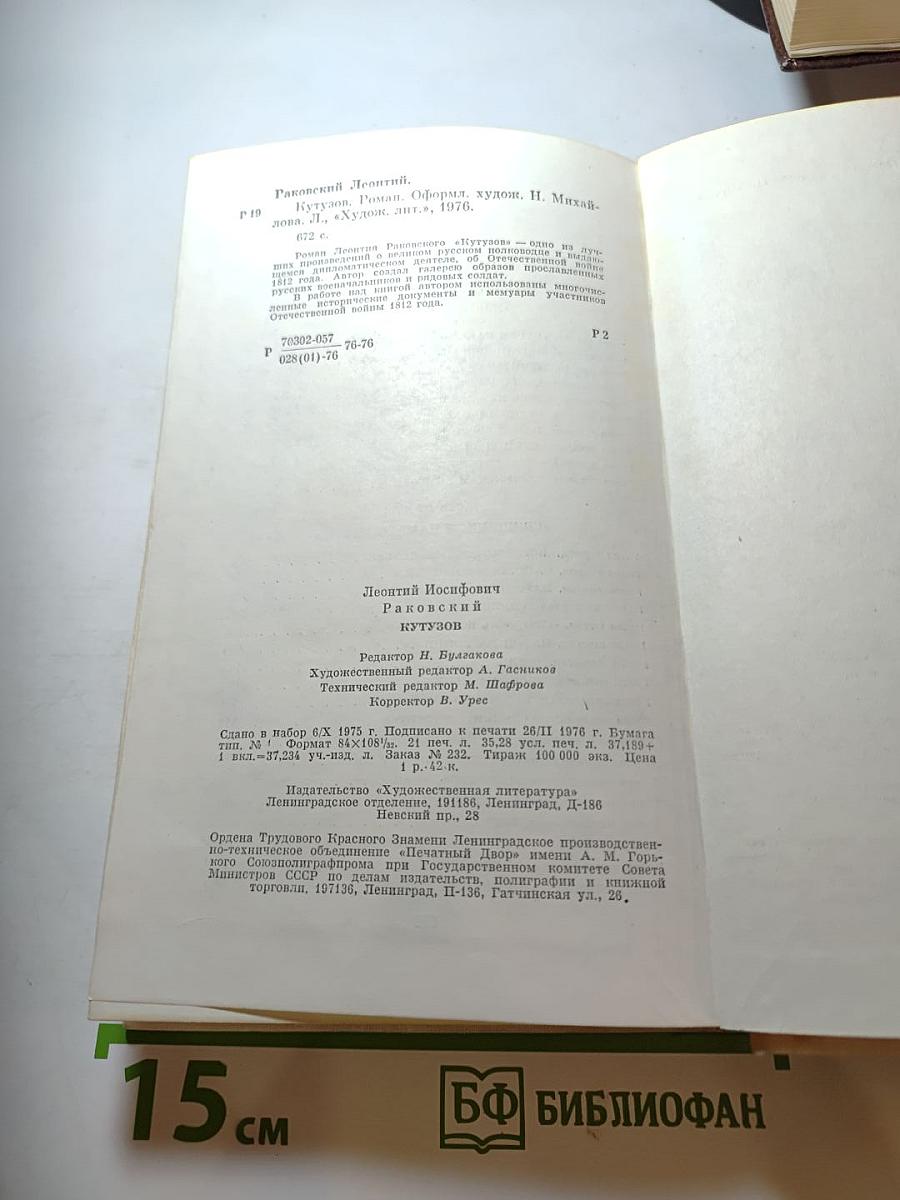 Раковский Леонтий.
Р 19 Кутузов. Роман. Оформл. худож. Н. Михай-
лова. Л., «Худож. лит.», 1976.
672 с.
Роман Леонтия Раковского «Кутузов» — одно из луч-
ших произведений о великом русском полководце и выдаю-
щемся дипломатическом деятеле, об Отечественной войне
1812 года. Автор создал галерею образов прославленных
русских военачальников и рядовых солдат.
В работе над книгой автором использованы многочис-
ленные исторические документы и мемуары участников
Отечественной войны 1812 года.
Р 70302-057
028(01)-76 76-76
Р 2
Леонтий Иосифович
Раковский
КУТУЗОВ
Редактор Н. Булгакова
Художественный редактор А. Гасников
Технический редактор М. Шафрова
Корректор В. Урес
Сдано в набор 6/X 1975 г. Подписано к печати 26/II 1976 г. Бумага
тип. № 1 Формат 84×108 1/32. 21 печ. л. 35,28 усл. печ. л. 37,189+
1 вкл.=37,234 уч.-изд. л. Заказ № 232. Тираж 100 000 экз. Цена
1 р. 42 к.
Издательство «Художественная литература»
Ленинградское отделение, 191186, Ленинград, Д-186
Невский пр., 28
Ордена Трудового Красного Знамени Ленинградское производствен-
но-техническое объединение «Печатный Двор» имени А. М. Горь-
кого Союзполиграфпрома при Государственном комитете Совета
Министров СССР по делам издательств, полиграфии и книжной
торговли. 197136, Ленинград, П-136, Гатчинская ул., 26.
15 см
БФ БИБЛИОФАН